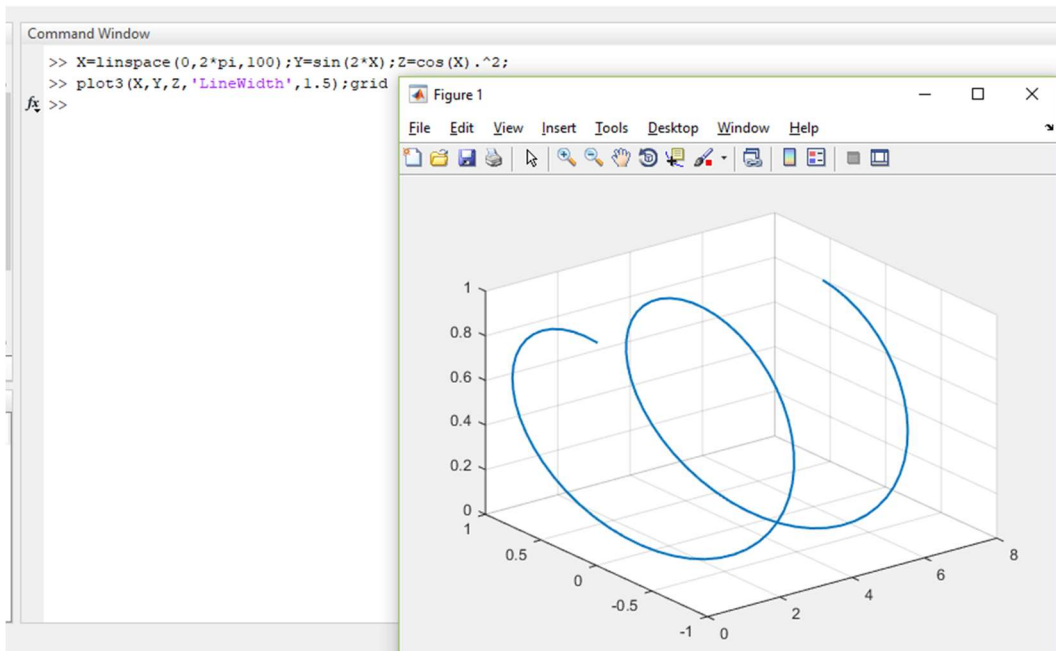 Command Window
>> X=linspace(0,2*pi,100);Y=sin(2*X);Z=cos(X).^2;
>> plot3(X,Y,Z,'LineWidth',1.5);grid
fx >>
Figure 1
File Edit View Insert Tools Desktop Window Help
1
0.8
0.6
0.4
0.2
0
1
0.5
0
-0.5
-1
0
2
4
6
8